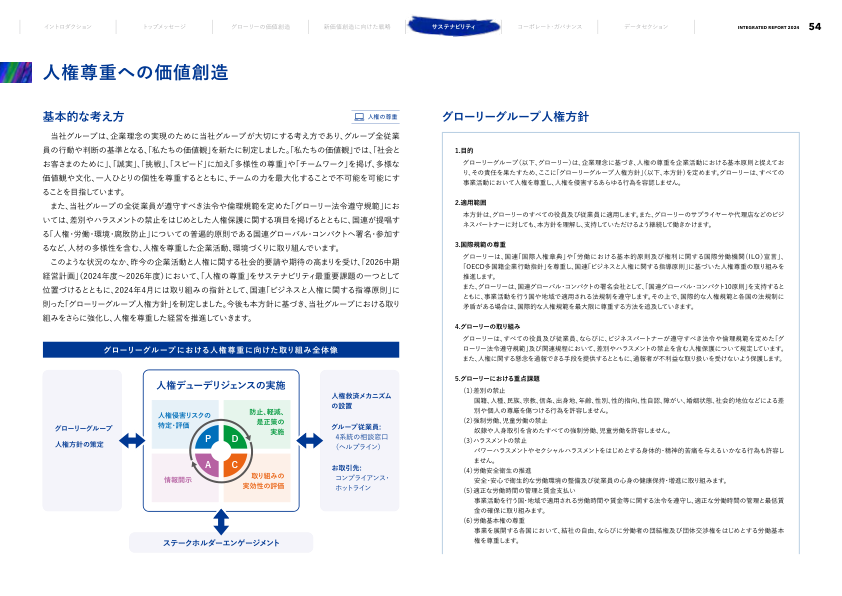 イントロダクション
トップメッセージ
グローリーの価値創造
新価値創造に向けた戦略
サステナビリティ
コーポレート・ガバナンス
データセクション
INTEGRATED REPORT 2024 54
人権尊重への価値創造
基本的な考え方
人権の尊重
当社グループは、企業理念の実現のために当社グループが大切にする考え方であり、グループ全従業
員の行動や判断の基準となる、「私たちの価値観」を新たに制定しました。「私たちの価値観」では、「社会と
お客さまのために」、「誠実」、「挑戦」、「スピード」に加え「多様性の尊重」や「チームワーク」を掲げ、多様な
価値観や文化、一人ひとりの個性を尊重するとともに、チームの力を最大化することで不可能を可能にす
ることを目指しています。
また、当社グループの全従業員が遵守すべき法令や倫理規範を定めた「グローリー法令遵守規範」にお
いては、差別やハラスメントの禁止をはじめとした人権保護に関する項目を掲げるとともに、国連が提唱す
る「人権・労働・環境・腐敗防止」についての普遍的原則である国連グローバル・コンパクトへ署名・参加す
るなど、人材の多様性を含む、人権を尊重した企業活動、環境づくりに取り組んでいます。
このような状況のなか、昨今の企業活動と人権に関する社会的要請や期待の高まりを受け、「2026中期
経営計画」(2024年度～2026年度)において、「人権の尊重」をサステナビリティ最重要課題の一つとして
位置づけるとともに、2024年4月には取り組みの指針として、国連「ビジネスと人権に関する指導原則」に
則った「グローリーグループ人権方針」を制定しました。今後も本方針に基づき、当社グループにおける取り
組みをさらに強化し、人権を尊重した経営を推進していきます。
グローリーグループにおける人権尊重に向けた取り組み全体像
グローリーグループ
人権方針の策定
人権デューデリジェンスの実施
人権侵害リスクの
特定・評価
防止、軽減、
是正策の
実施
P
D
A
C
情報開示
取り組みの
実効性の評価
人権救済メカニズム
の設置
グループ従業員:
4系統の相談窓口
(ヘルプライン)
お取引先:
コンプライアンス・
ホットライン
ステークホルダーエンゲージメント
グローリーグループ人権方針
1.目的
グローリーグループ(以下、グローリー)は、企業理念に基づき、人権の尊重を企業活動における基本原則と捉えてお
り、その責任を果たすため、ここに「グローリーグループ人権方針」(以下、本方針)を定めます。グローリーは、すべての
事業活動において人権を尊重し、人権を侵害するあらゆる行為を容認しません。
2.適用範囲
本方針は、グローリーのすべての役員及び従業員に適用します。また、グローリーのサプライヤーや代理店などのビジ
ネスパートナーに対しても、本方針を理解し、支持していただけるよう継続して働きかけます。
3.国際規範の尊重
グローリーは、国連「国際人権章典」や「労働における基本的原則及び権利に関する国際労働機関(ILO)宣言」、
「OECD多国籍企業行動指針」を尊重し、国連「ビジネスと人権に関する指導原則」に基づいた人権尊重の取り組みを
推進します。
また、グローリーは、国連グローバル・コンパクトの署名会社として、「国連グローバル・コンパクト10原則」を支持すると
ともに、事業活動を行う国や地域で適用される法規制を遵守します。その上で、国際的な人権規範と各国の法規制に
矛盾がある場合は、国際的な人権規範を最大限に尊重する方法を追及していきます。
4.グローリーの取り組み
グローリーは、すべての役員及び従業員、ならびに、ビジネスパートナーが遵守すべき法令や倫理規範を定めた「グ
ローリー法令遵守規範」及び関連規程において、差別やハラスメントの禁止を含む人権保護について規定しています。
また、人権に関する懸念を通報できる手段を提供するとともに、通報者が不利益な取り扱いを受けないよう保護します。
5.グローリーにおける重点課題
(1)差別の禁止
国籍、人種、民族、宗教、信条、出身地、年齢、性別、性的指向、性自認、障がい、婚姻状態、社会的地位などによる差
別や個人の尊厳を傷つける行為を許容しません。
(2)強制労働、児童労働の禁止
奴隷や人身取引を含めたすべての強制労働、児童労働を許容しません。
(3)ハラスメントの禁止
パワーハラスメントやセクシャルハラスメントをはじめとする身体的・精神的苦痛を与えるいかなる行為も許容し
ません。
(4)労働安全衛生の推進
安全・安心で衛生的な労働環境の整備及び従業員の心身の健康保持・増進に取り組みます。
(5)適正な労働時間の管理と賃金支払い
事業活動を行う国・地域で適用される労働時間や賃金等に関する法令を遵守し、適正な労働時間の管理と最低賃
金の確保に取り組みます。
(6)労働基本権の尊重
事業を展開する各国において、結社の自由、ならびに労働者の団結権及び団体交渉権をはじめとする労働基本
権を尊重します。